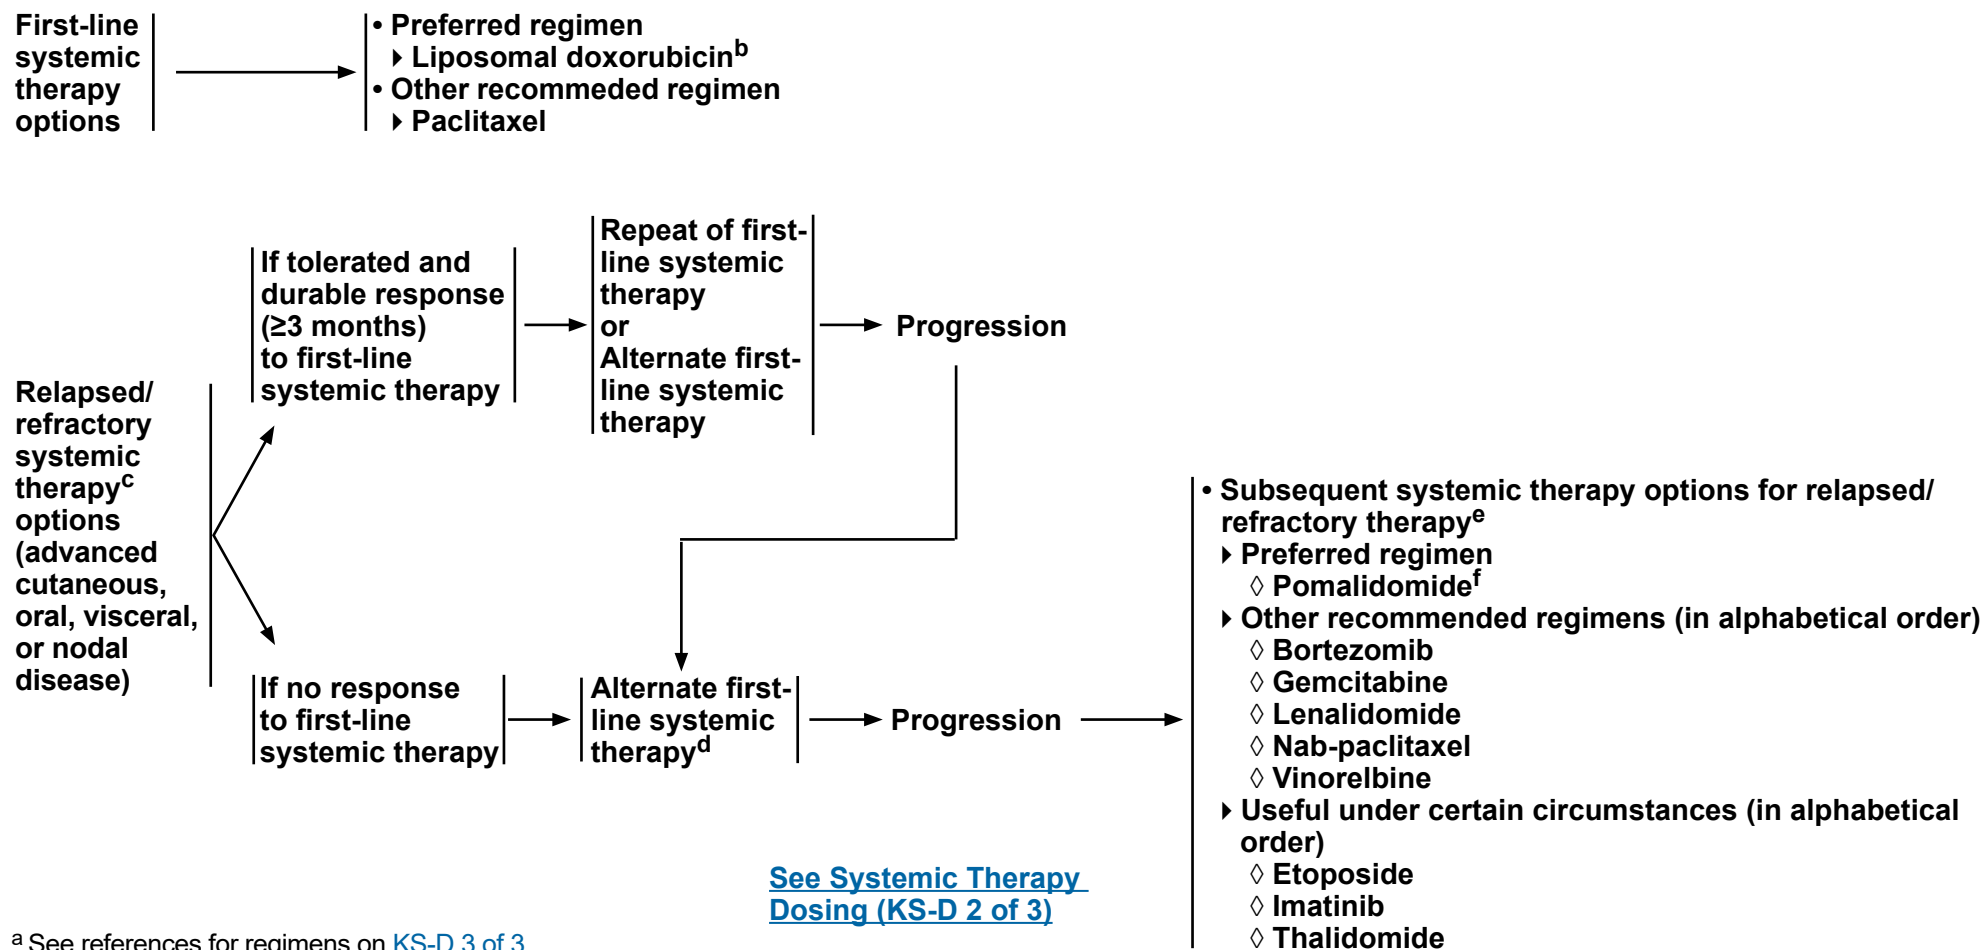 First-line
systemic
therapy
options
• Preferred regimen
‣ Liposomal doxorubicinᵇ
• Other recommeded regimen
‣ Paclitaxel
Relapsed/
refractory
systemic
therapyᶜ
options
(advanced
cutaneous,
oral, visceral,
or nodal
disease)
If tolerated and
durable response
(≥3 months)
to first-line
systemic therapy
Repeat of first-
line systemic
therapy
or
Alternate first-
line systemic
therapy
Progression
If no response
to first-line
systemic therapy
Alternate first-
line systemic
therapyᵈ
Progression
• Subsequent systemic therapy options for relapsed/
refractory therapyᵉ
‣ Preferred regimen
◊ Pomalidomideᶠ
‣ Other recommended regimens (in alphabetical order)
◊ Bortezomib
◊ Gemcitabine
◊ Lenalidomide
◊ Nab-paclitaxel
◊ Vinorelbine
‣ Useful under certain circumstances (in alphabetical
order)
◊ Etoposide
◊ Imatinib
◊ Thalidomide
See Systemic Therapy
Dosing (KS-D 2 of 3)
ᵃ See references for regimens on KS-D 3 of 3